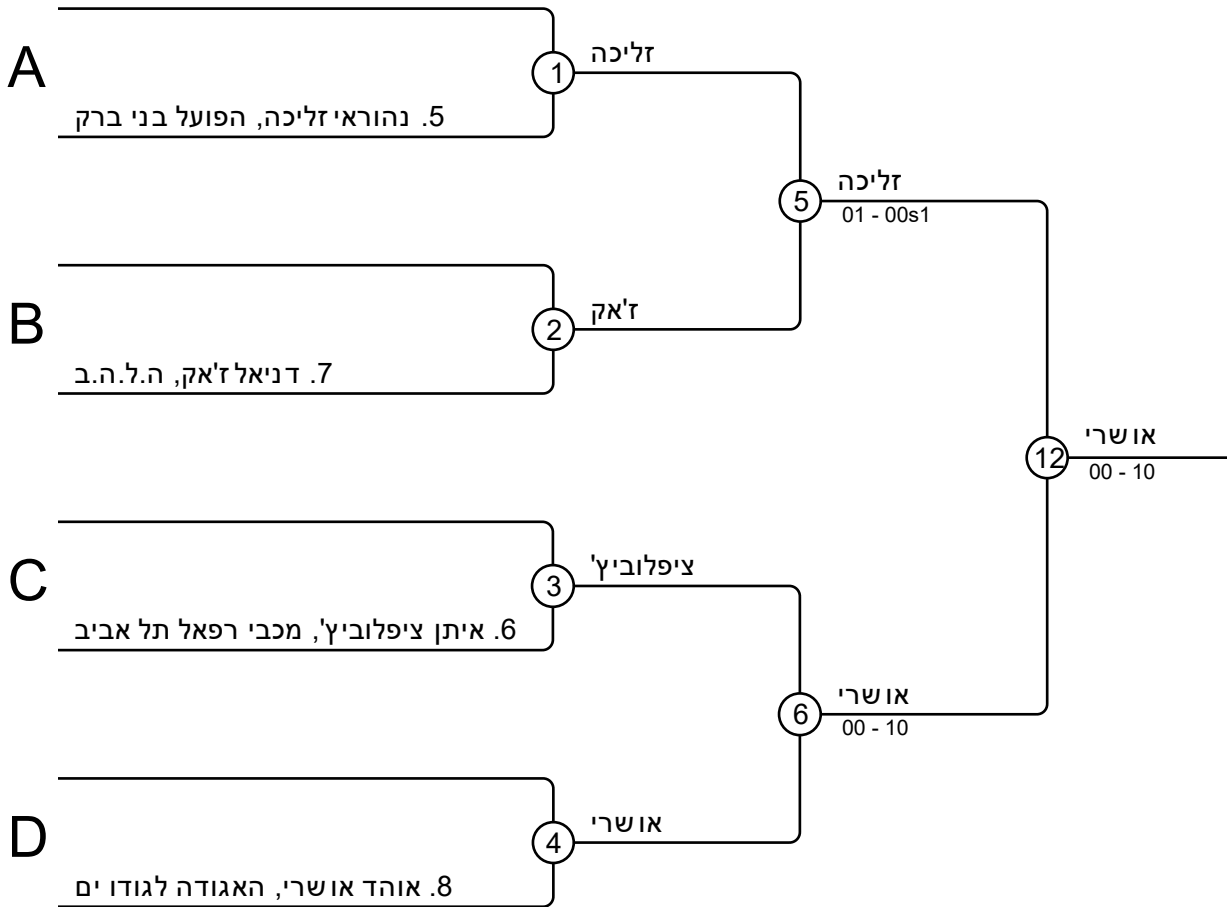 A
1
זליכה
5. נהוראי זליכה, הפועל בני ברק
5
זליכה
01 - 00s1
B
2
ז'אק
7. דניאל ז'אק, ה.ל.ה.ב
12
אושרי
00 - 10
C
3
ציפלוביץ'
6. איתן ציפלוביץ', מכבי רפאל תל אביב
6
אושרי
00 - 10
D
4
אושרי
8. אוהד אושרי, האגודה לגודו ים